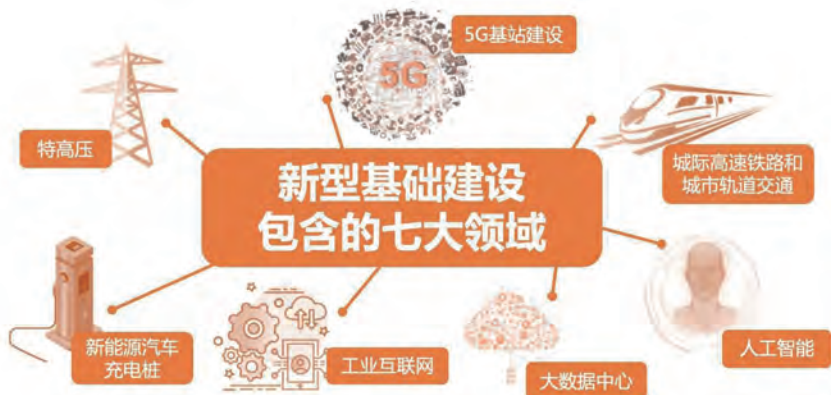 5G基站建设
5G
特高压
城际高速铁路和
城市轨道交通
新型基础建设
包含的七大领域
新能源汽车
充电桩
工业互联网
大数据中心
人工智能